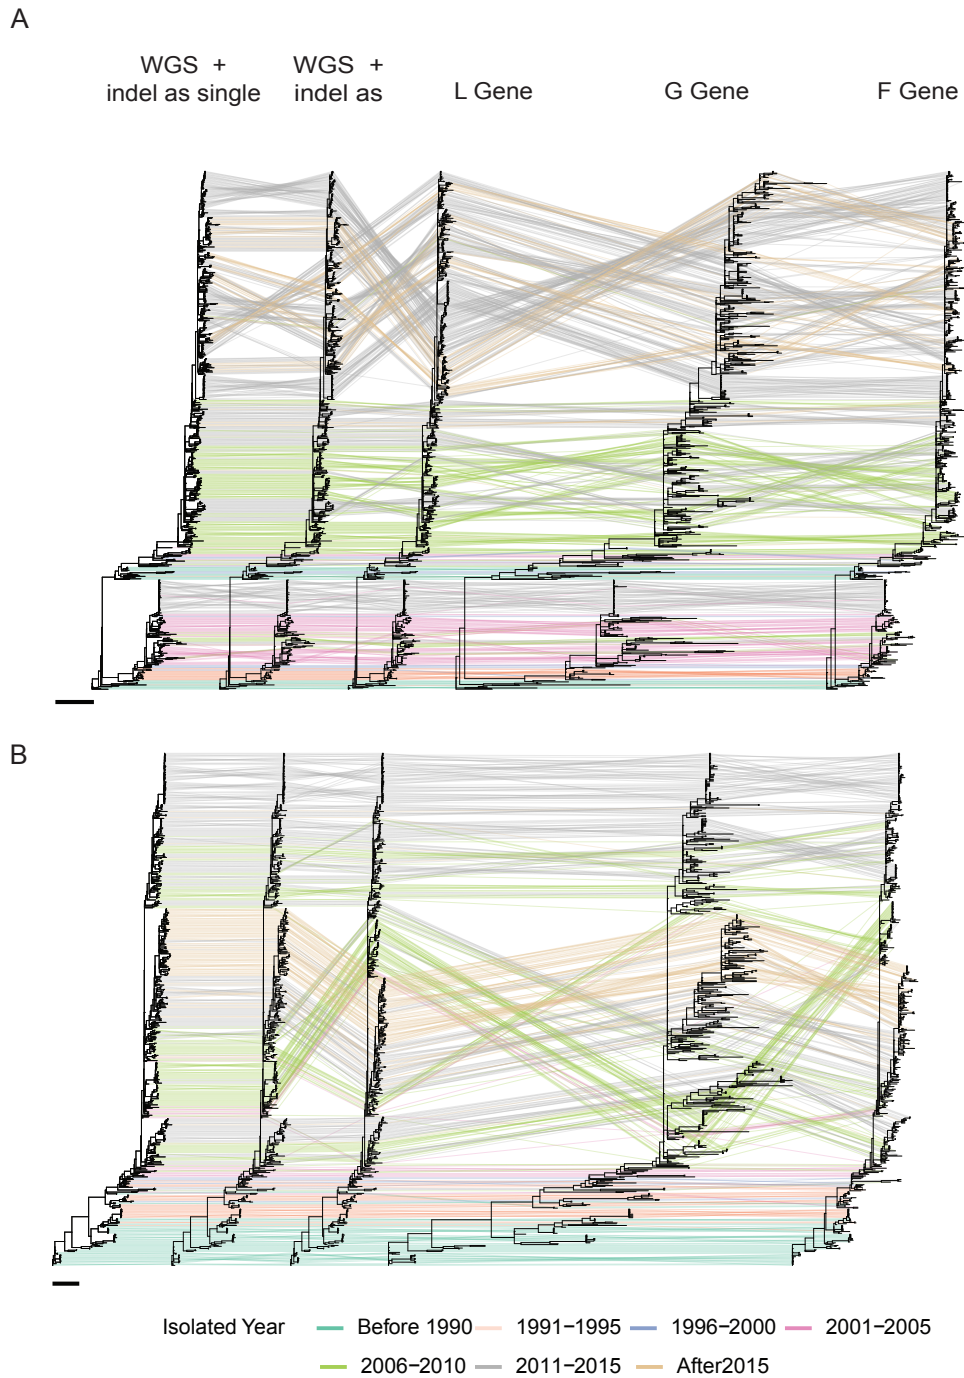 A
WGS +
indel as single
WGS +
indel as
L Gene
G Gene
F Gene
B
Isolated Year
Before 1990
1991−1995
1996−2000
2001−2005
2006−2010
2011−2015
After2015